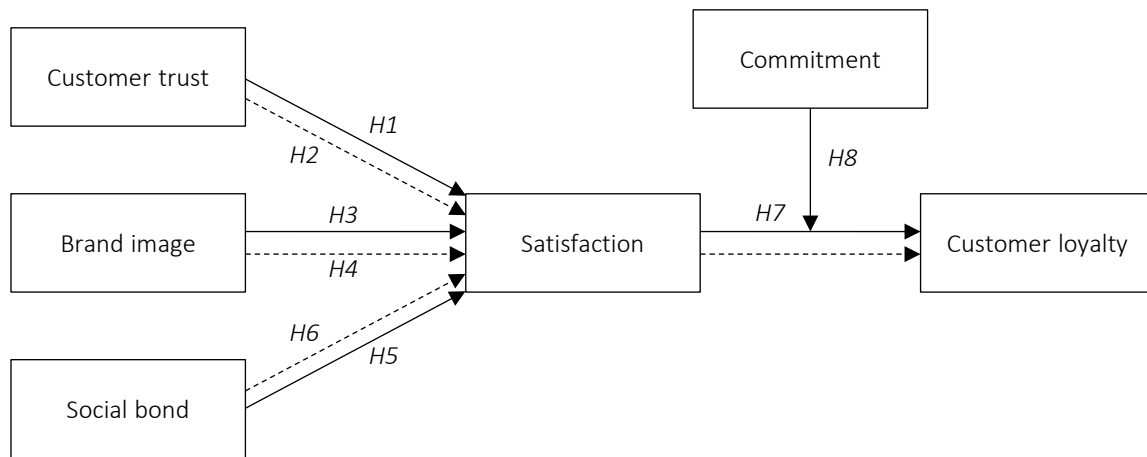 Customer trust
Commitment
H1
H2
H8
Brand image
H3
H4
Satisfaction
H7
Customer loyalty
H6
H5
Social bond